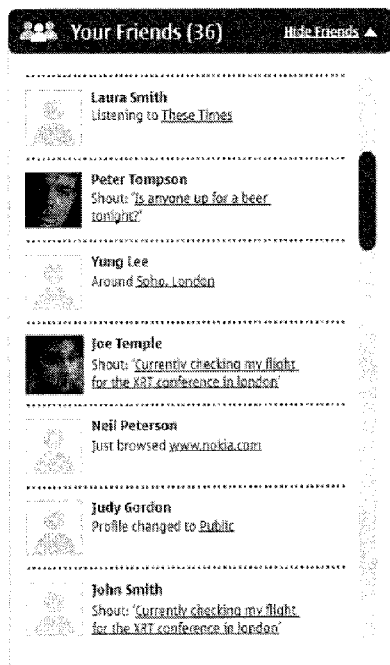 Your Friends (36)
Hide Friends
Laura Smith
Listening to These Times
Peter Tompson
Shout: 'Is anyone up for a beer
tonight?'
Yung Lee
Around Soho, London
Joe Temple
Shout: 'Currently checking my flight
for the XRT conference in london'
Neil Peterson
Just browsed www.nokia.com
Judy Gordon
Profile changed to Public
John Smith
Shout: 'Currently checking my flight
for the XRT conference in london'